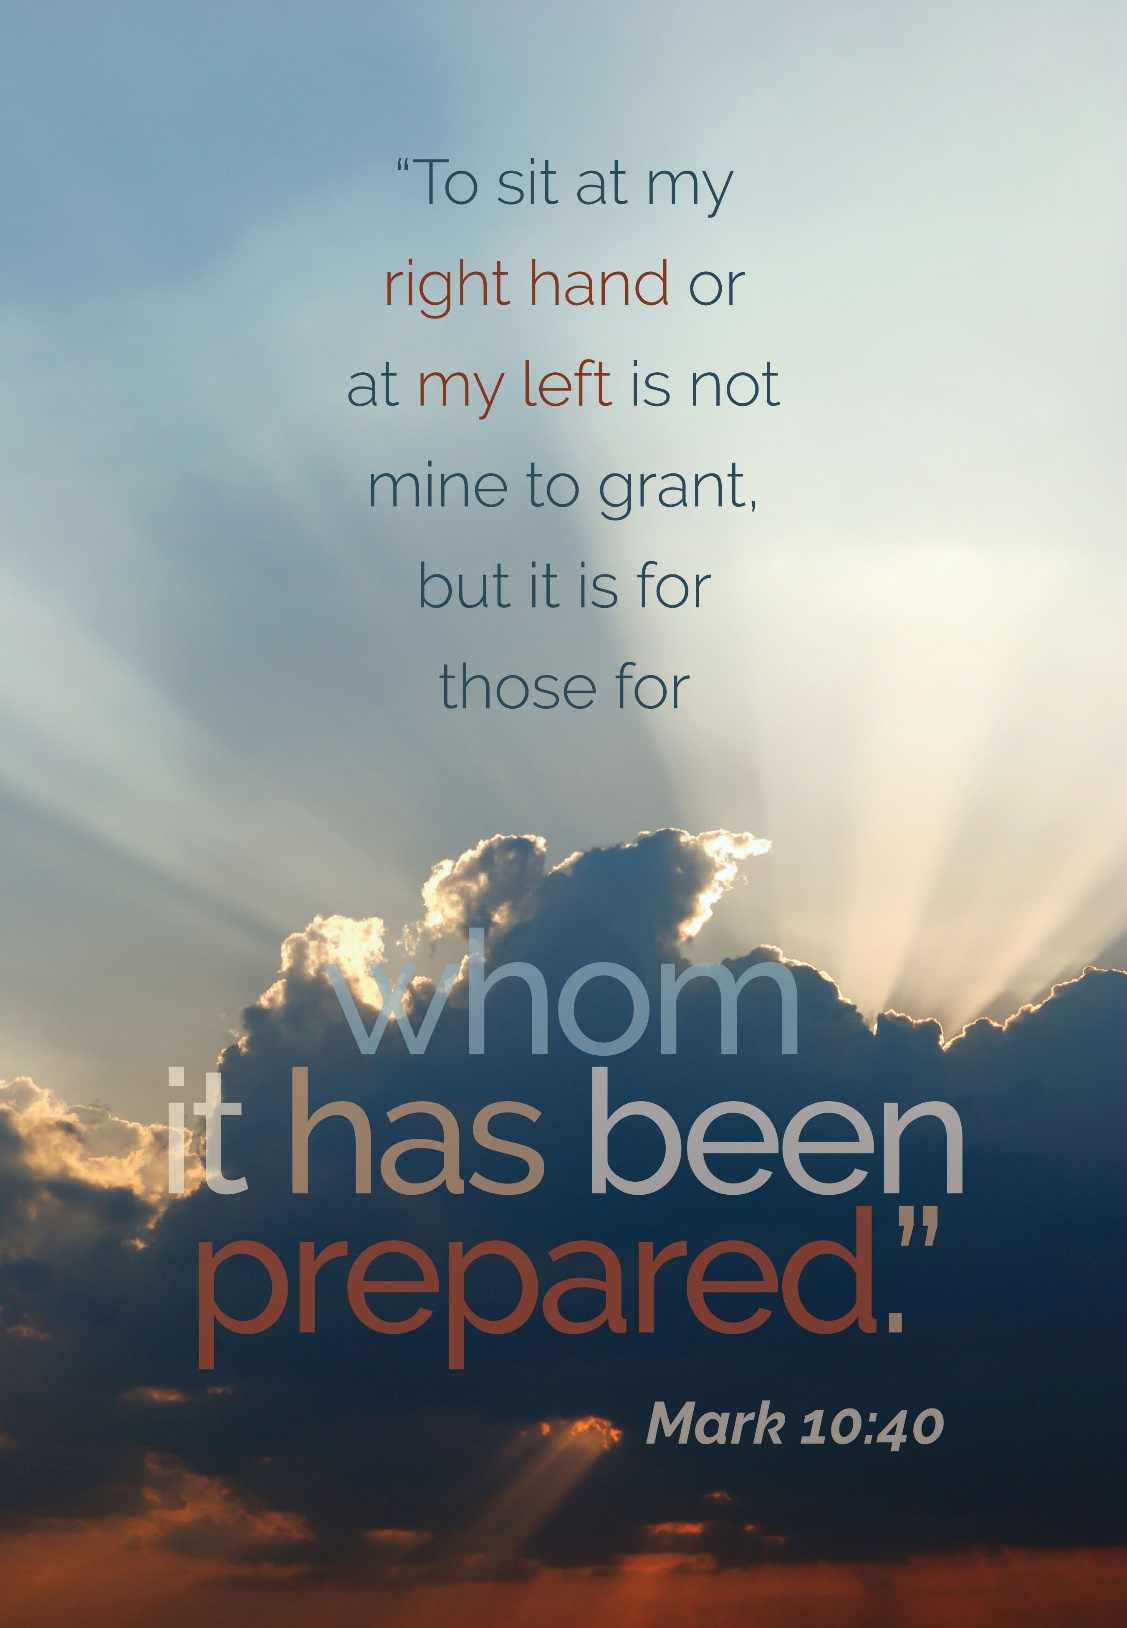 “To sit at my
right hand or
at my left is not
mine to grant,
but it is for
those for
whom
it has been
prepared.”
Mark 10:40